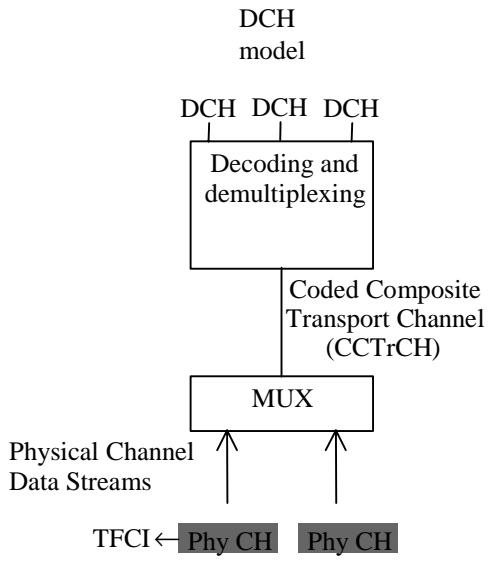 DCH
model
DCH DCH DCH
Decoding and
demultiplexing
Coded Composite
Transport Channel
(CCTrCH)
MUX
Physical Channel
Data Streams
TFCI Phy CH Phy CH